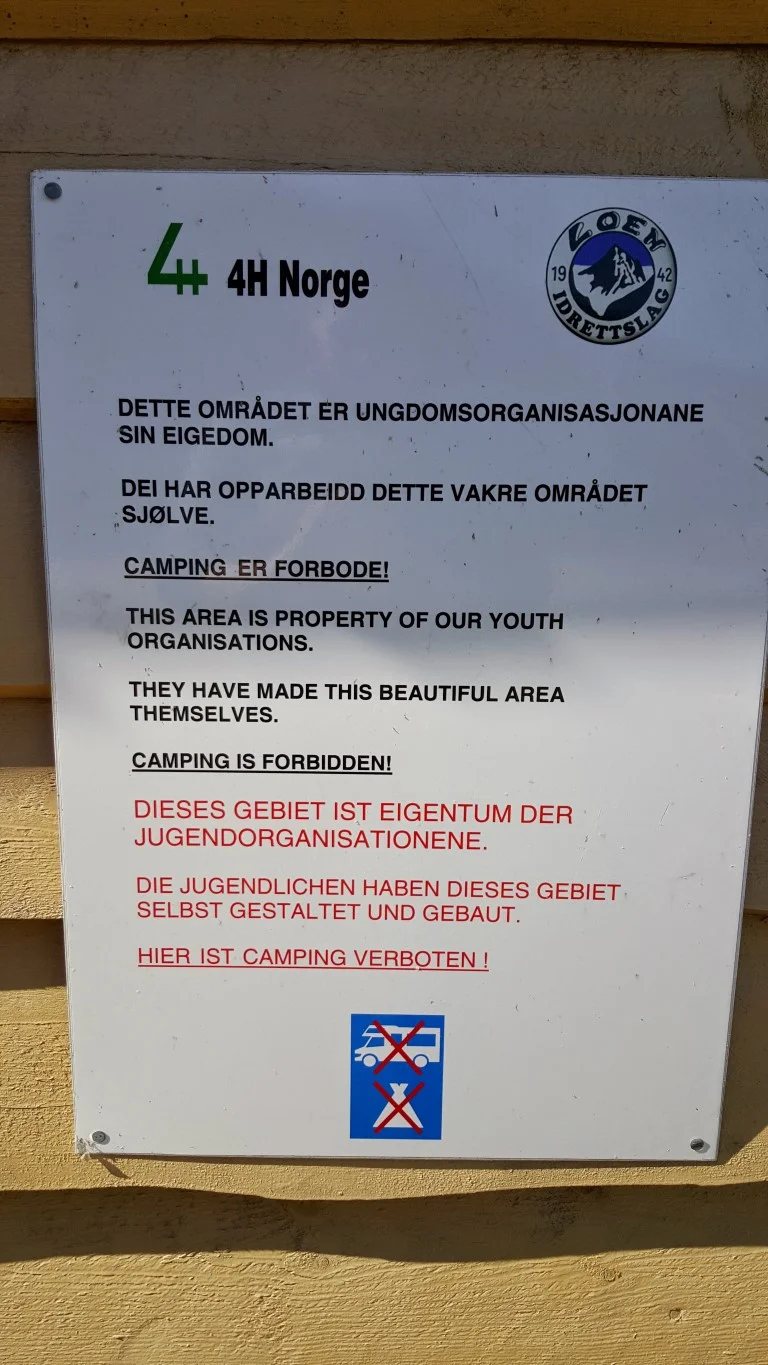 4H 4H Norge
LOEN
19 42
IDRETTSLAG
DETTE OMRÅDET ER UNGDOMSORGANISASJONANE
SIN EIGEDOM.
DEI HAR OPPARBEIDD DETTE VAKRE OMRÅDET
SJØLVE.
CAMPING ER FORBODE!
THIS AREA IS PROPERTY OF OUR YOUTH
ORGANISATIONS.
THEY HAVE MADE THIS BEAUTIFUL AREA
THEMSELVES.
CAMPING IS FORBIDDEN!
DIESES GEBIET IST EIGENTUM DER
JUGENDORGANISATIONENE.
DIE JUGENDLICHEN HABEN DIESES GEBIET
SELBST GESTALTET UND GEBAUT.
HIER IST CAMPING VERBOTEN !